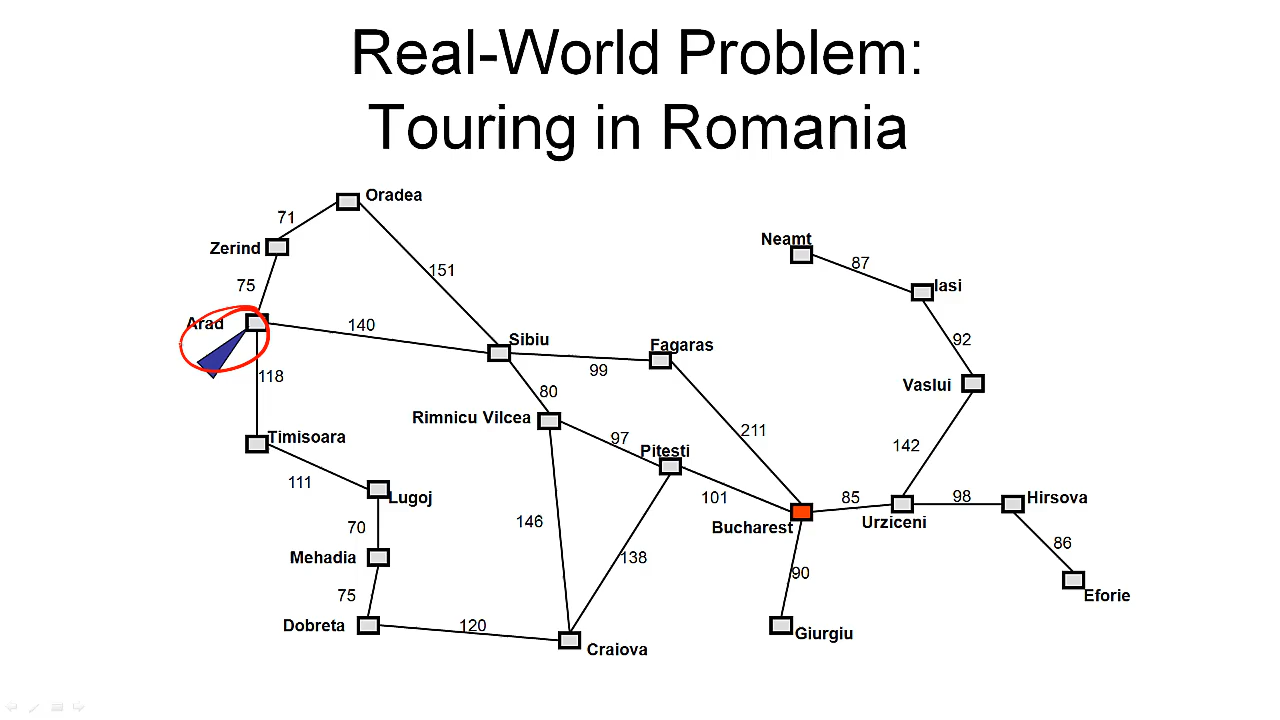 Real-World Problem:
Touring in Romania
Oradea
71
Neamt
Zerind
87
151
75
Iasi
Arad
140
92
Sibiu
Fagaras
118
99
Vaslui
80
Rimnicu Vilcea
211
Timisoara
97
142
Pitesti
111
Lugoj
101
85
98
Hirsova
146
Bucharest
Urziceni
70
86
Mehadia
138
90
75
Eforie
Dobreta
120
Giurgiu
Craiova